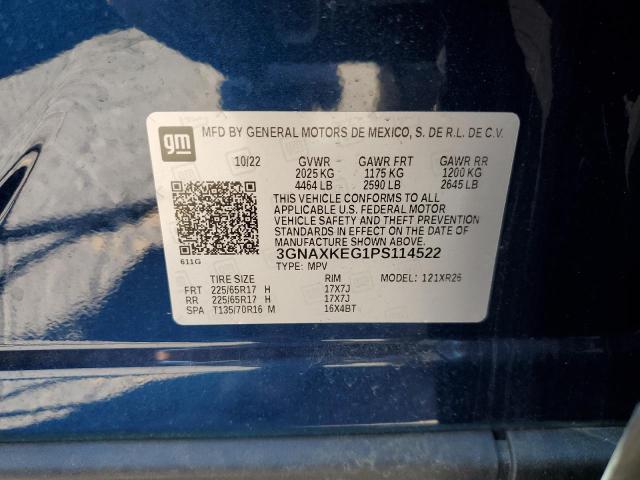 gm MFD BY GENERAL MOTORS DE MEXICO, S. DE R.L. DE C.V.
10/22 GVWR GAWR FRT GAWR RR
2025 KG 1175 KG 1200 KG
4464 LB 2590 LB 2645 LB
THIS VEHICLE CONFORMS TO ALL
APPLICABLE U.S. FEDERAL MOTOR
VEHICLE SAFETY AND THEFT PREVENTION
STANDARDS IN EFFECT ON THE DATE OF
MANUFACTURE SHOWN ABOVE.
611G 3GNAXKEG1PS114522
TYPE: MPV MODEL: 121XR26
TIRE SIZE RIM
FRT 225/65R17 H 17X7J
RR 225/65R17 H 17X7J
SPA T135/70R16 M 16X4BT